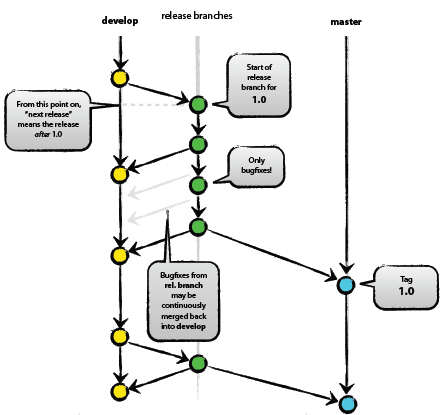 develop
release branches
master
Start of
release
branch for
1.0
From this point on,
“next release”
means the release
after 1.0
Only
bugfixes!
Bugfixes from
rel. branch
may be
continuously
merged back
into develop
Tag
1.0